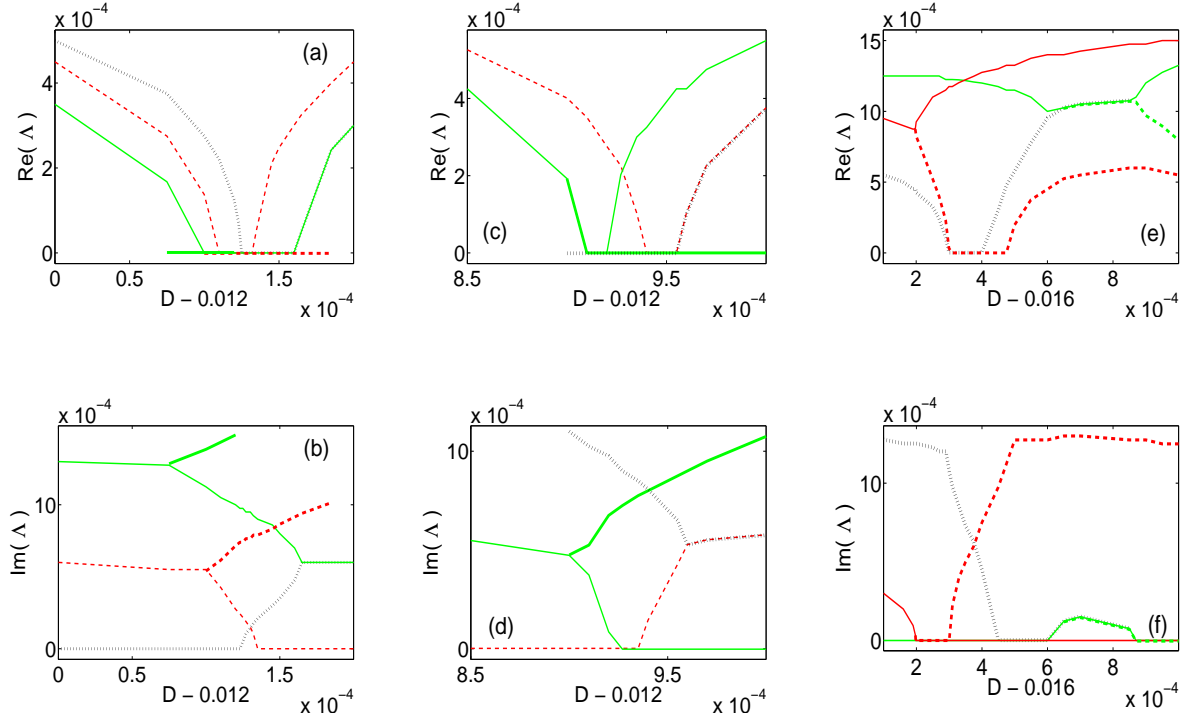 x 10⁻⁴
(a)
4
2
0
Re( Λ )
0
0.5
1.5
D − 0.012
x 10⁻⁴
x 10⁻⁴
(c)
4
2
0
Re( Λ )
8.5
9.5
D − 0.012
x 10⁻⁴
x 10⁻⁴
(e)
15
10
5
0
Re( Λ )
2
4
6
8
D − 0.016
x 10⁻⁴
x 10⁻⁴
(b)
10
0
Im( Λ )
0
0.5
1.5
D − 0.012
x 10⁻⁴
x 10⁻⁴
(d)
10
0
Im( Λ )
8.5
9.5
D − 0.012
x 10⁻⁴
x 10⁻⁴
(f)
10
0
Im( Λ )
2
4
6
8
D − 0.016
x 10⁻⁴